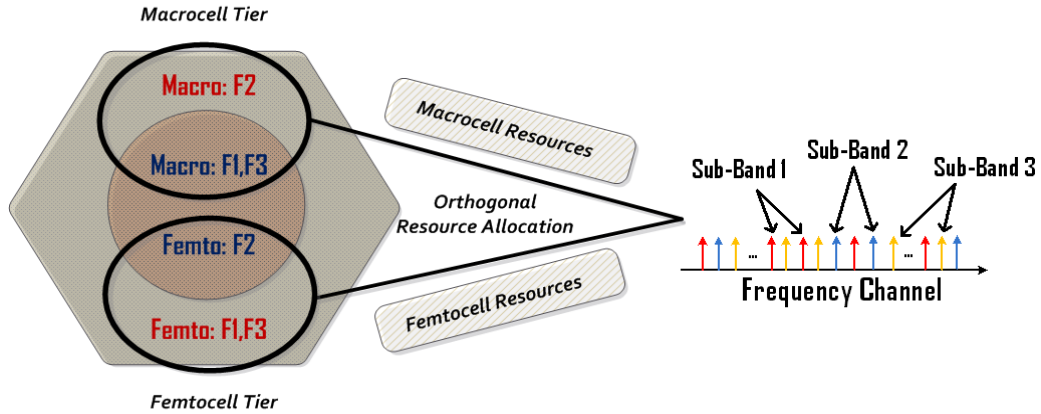 Macrocell Tier
Macro: F2
Macro: F1,F3
Femto: F2
Femto: F1,F3
Femtocell Tier
Macrocell Resources
Orthogonal
Resource Allocation
Femtocell Resources
Sub-Band 1
Sub-Band 2
Sub-Band 3
...
...
Frequency Channel